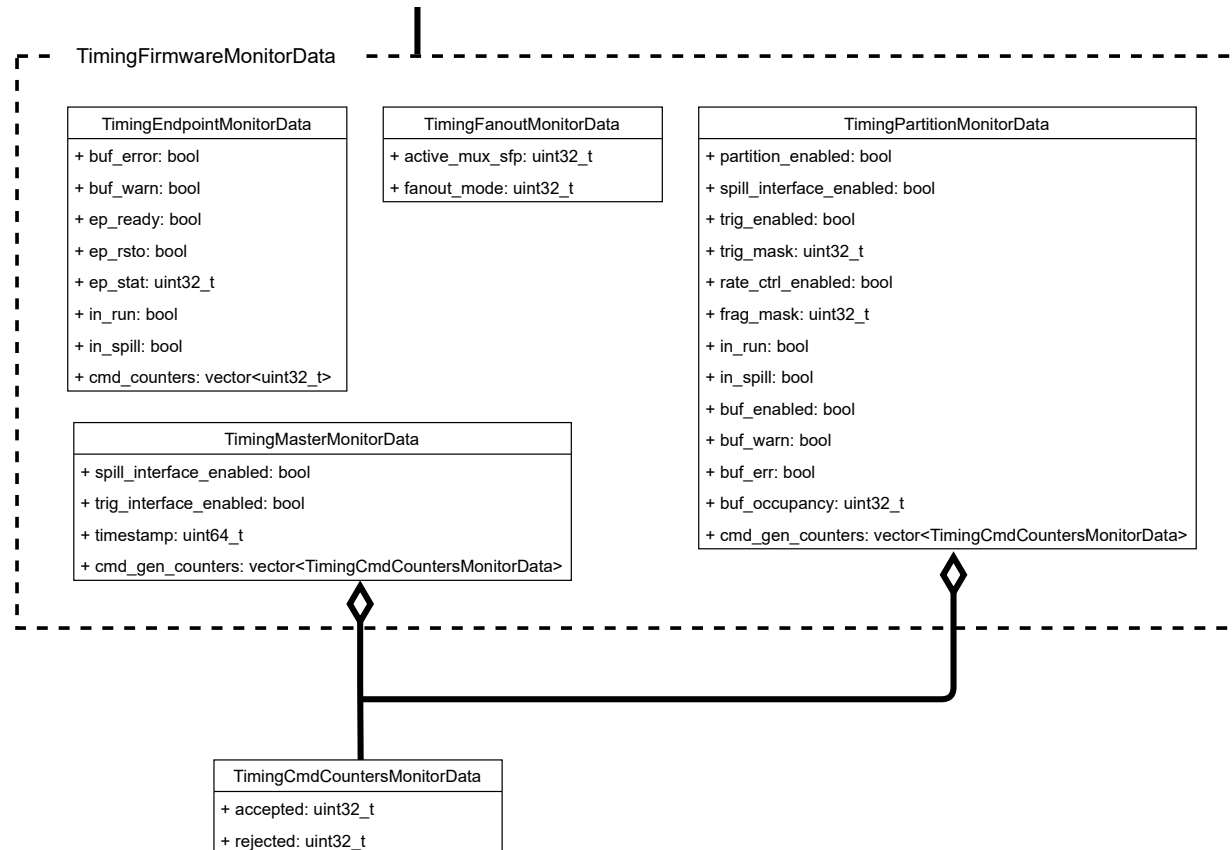 TimingFirmwareMonitorData
TimingEndpointMonitorData
+ buf_error: bool
+ buf_warn: bool
+ ep_ready: bool
+ ep_rsto: bool
+ ep_stat: uint32_t
+ in_run: bool
+ in_spill: bool
+ cmd_counters: vector<uint32_t>
TimingFanoutMonitorData
+ active_mux_sfp: uint32_t
+ fanout_mode: uint32_t
TimingPartitionMonitorData
+ partition_enabled: bool
+ spill_interface_enabled: bool
+ trig_enabled: bool
+ trig_mask: uint32_t
+ rate_ctrl_enabled: bool
+ frag_mask: uint32_t
+ in_run: bool
+ in_spill: bool
+ buf_enabled: bool
+ buf_warn: bool
+ buf_err: bool
+ buf_occupancy: uint32_t
+ cmd_gen_counters: vector<TimingCmdCountersMonitorData>
TimingMasterMonitorData
+ spill_interface_enabled: bool
+ trig_interface_enabled: bool
+ timestamp: uint64_t
+ cmd_gen_counters: vector<TimingCmdCountersMonitorData>
TimingCmdCountersMonitorData
+ accepted: uint32_t
+ rejected: uint32_t